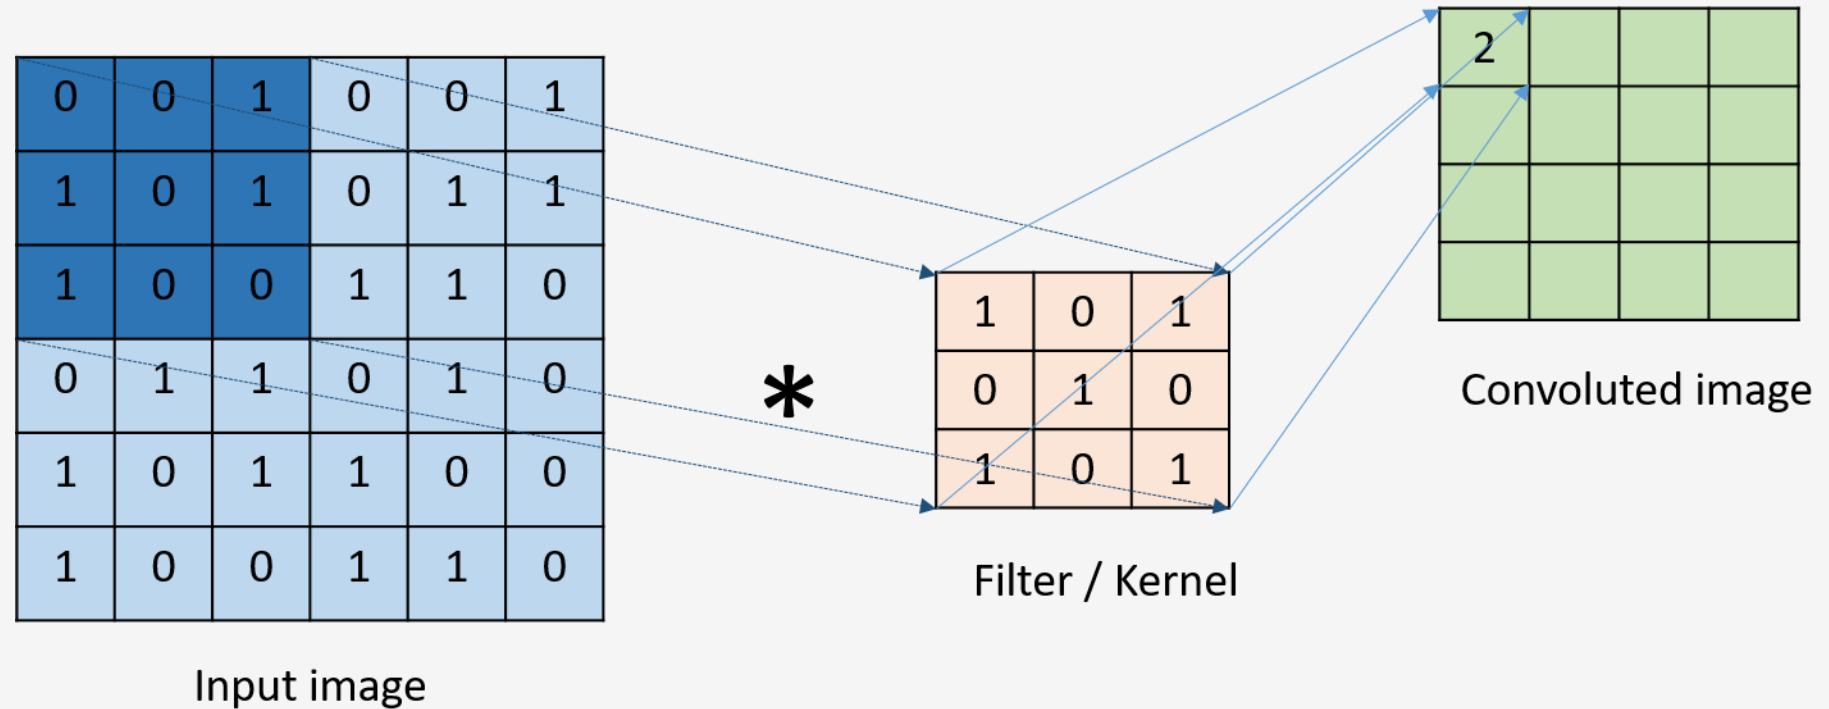 0 0 1 0 0 1
1 0 1 0 1 1
1 0 0 1 1 0
0 1 1 0 1 0
1 0 1 1 0 0
1 0 0 1 1 0
Input image
*
1 0 1
0 1 0
1 0 1
Filter / Kernel
2
Convoluted image